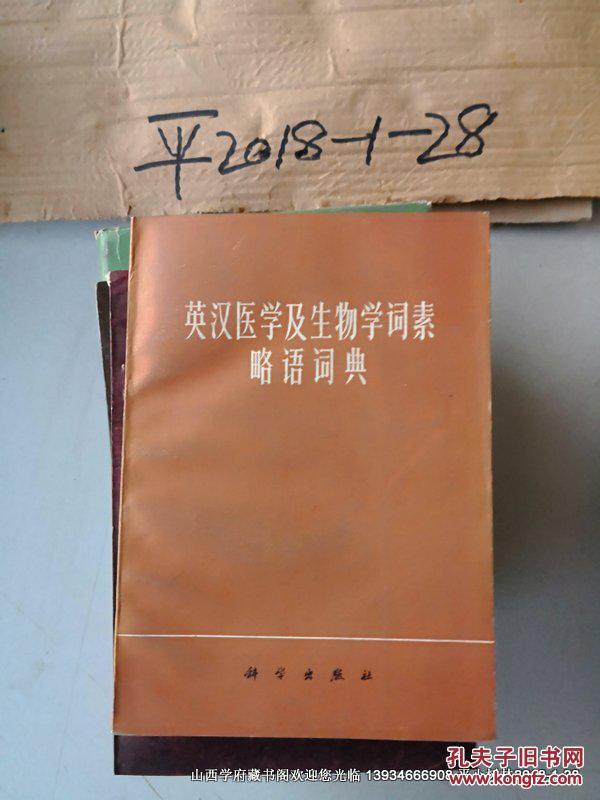 平2018-1-28
英汉医学及生物学词素
略语词典
科学出版社
孔夫子旧书网
www.kongfz.com
山西学府藏书阁欢迎您光临 13934666908